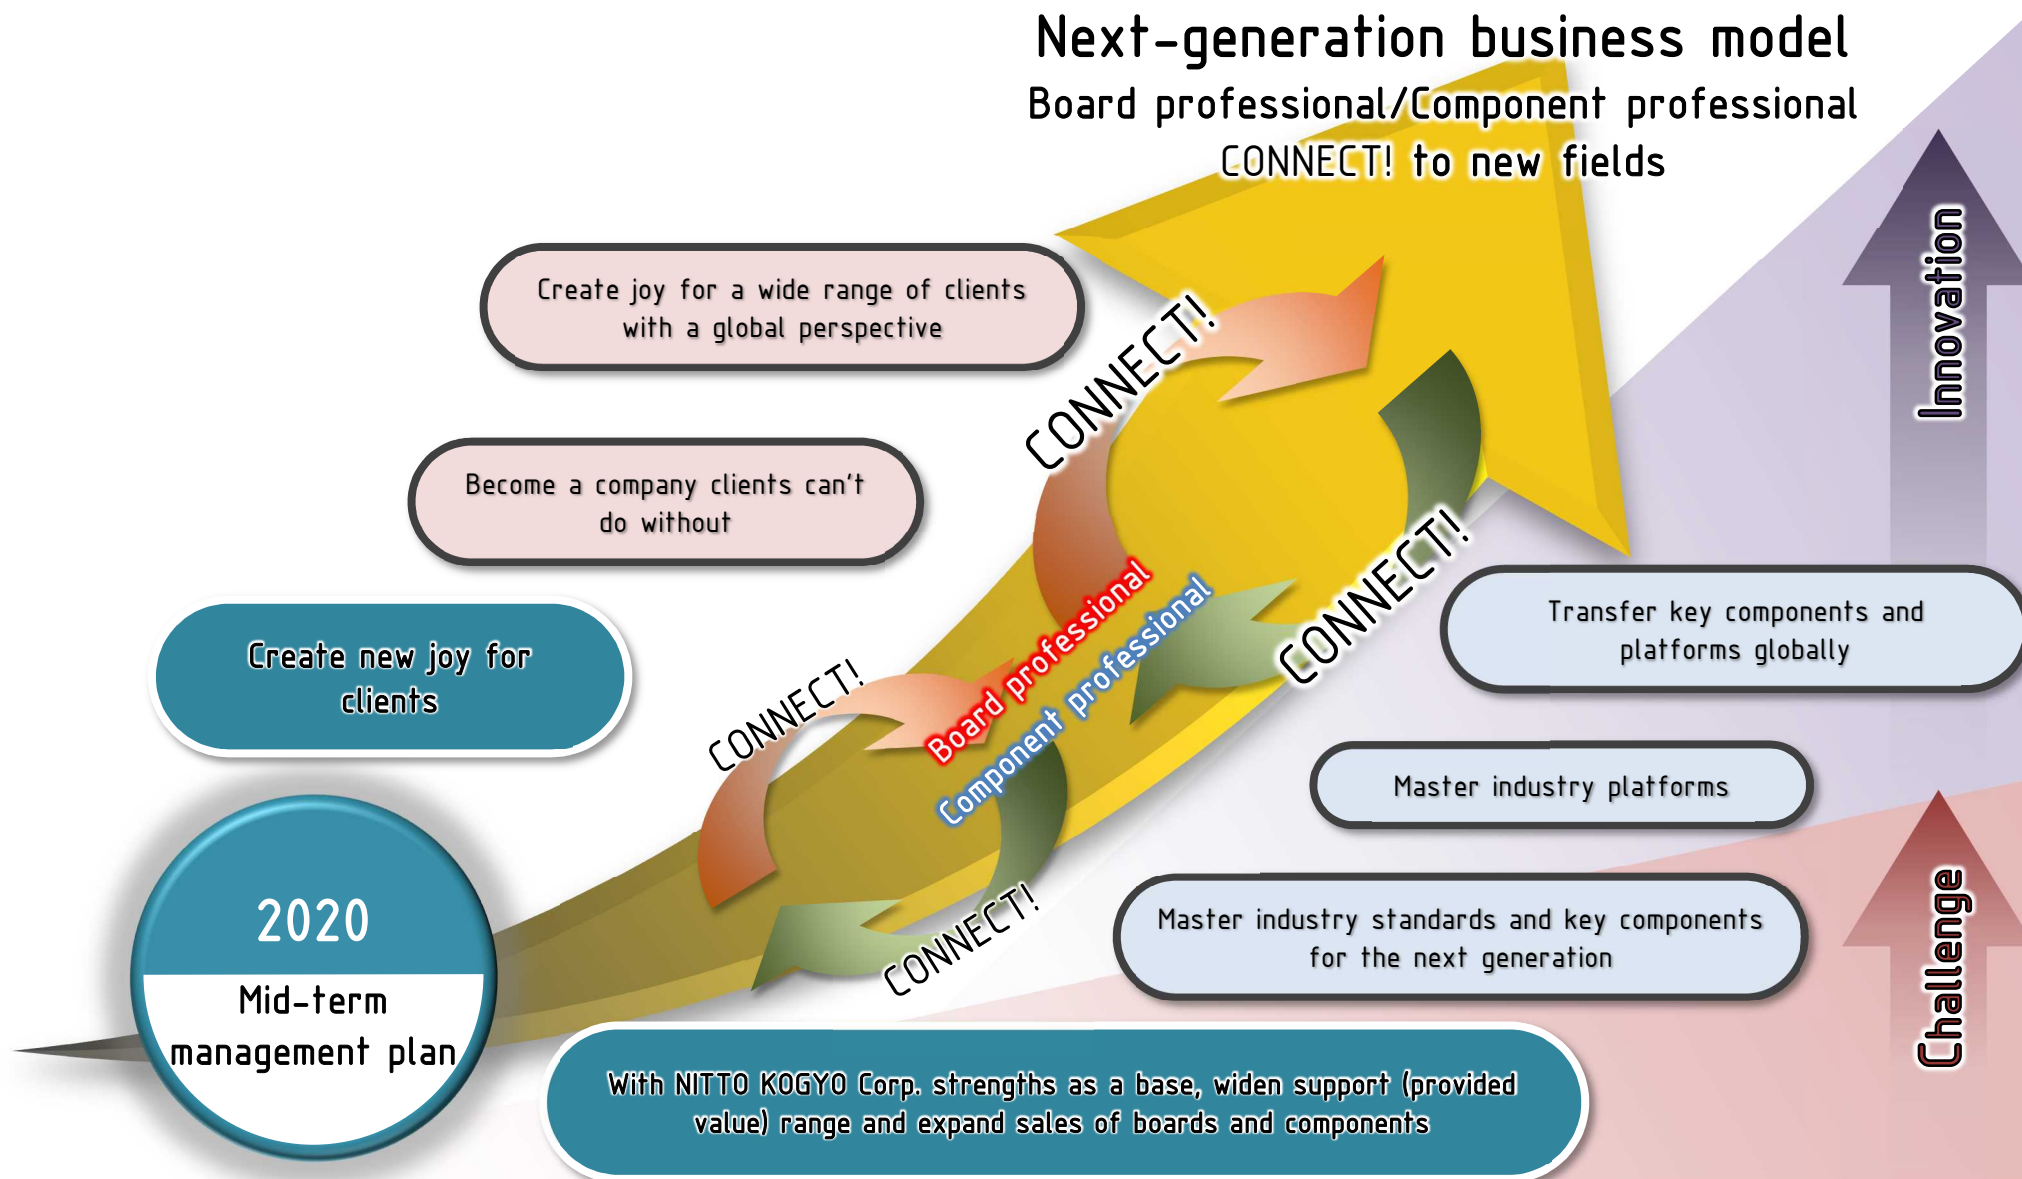 Next-generation business model
Board professional/Component professional
CONNECT! to new fields
Innovation
Create joy for a wide range of clients
with a global perspective
CONNECT!
Become a company clients can't
do without
CONNECT!
Board professional
Component professional
Transfer key components and
platforms globally
Create new joy for
clients
CONNECT!
Master industry platforms
Challenge
2020
Mid-term
management plan
CONNECT!
Master industry standards and key components
for the next generation
With NITTO KOGYO Corp. strengths as a base, widen support (provided
value) range and expand sales of boards and components